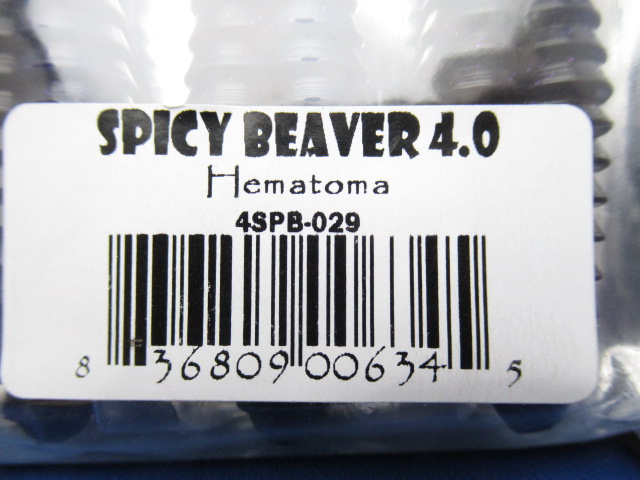 SPICY BEAVER 4.0
Hematoma
4SPB-029
8 36809 00634 5